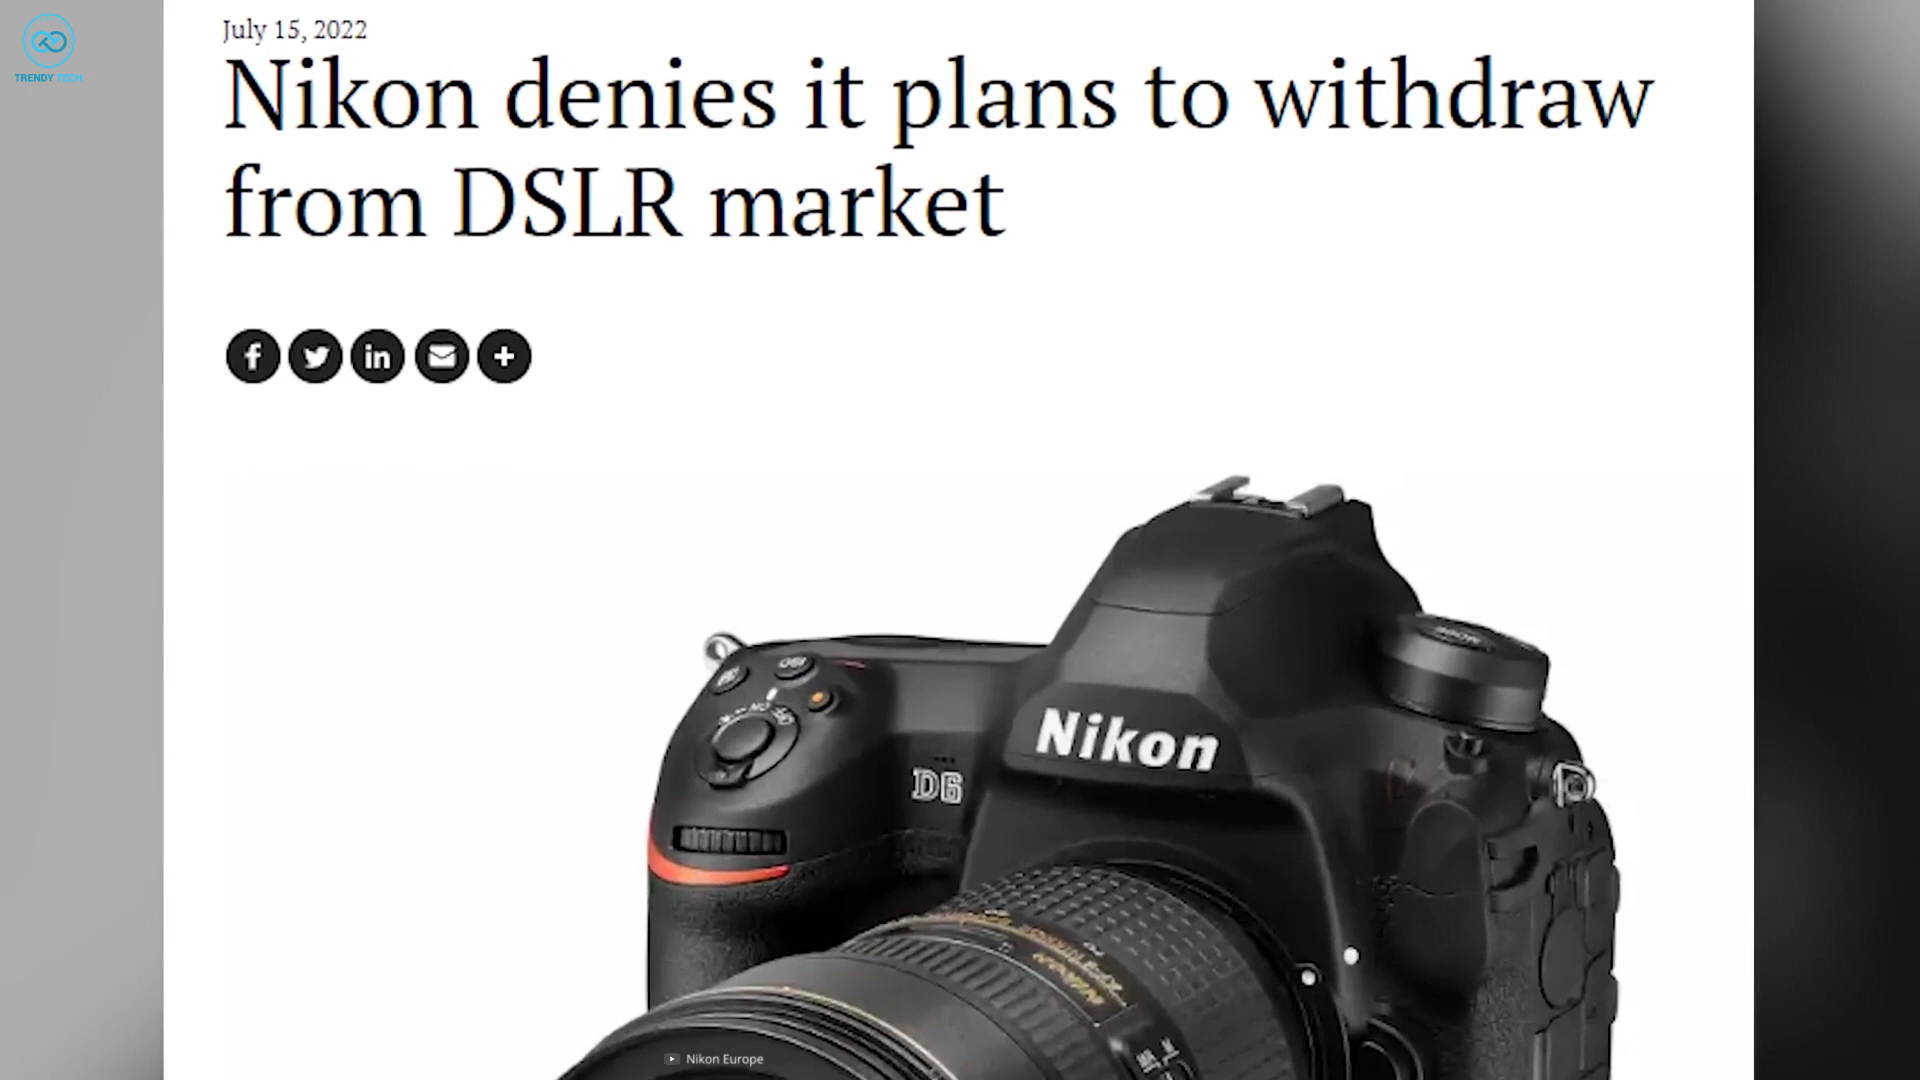 TRENDY TECH
July 15, 2022
Nikon denies it plans to withdraw
from DSLR market
Nikon
D6
Nikon Europe